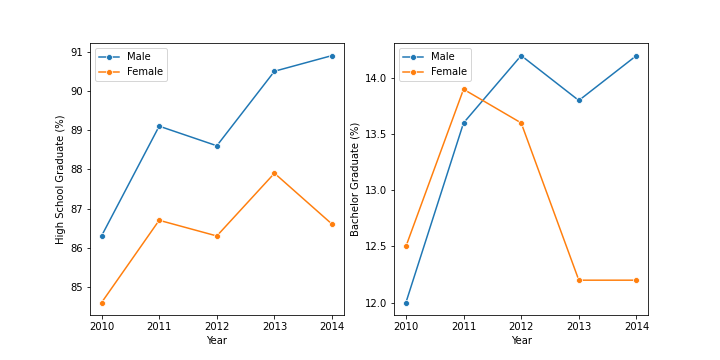 Male
Female
91
90
89
88
87
86
85
High School Graduate (%)
2010 2011 2012 2013 2014
Year
Male
Female
14.0
13.5
13.0
12.5
12.0
Bachelor Graduate (%)
2010 2011 2012 2013 2014
Year